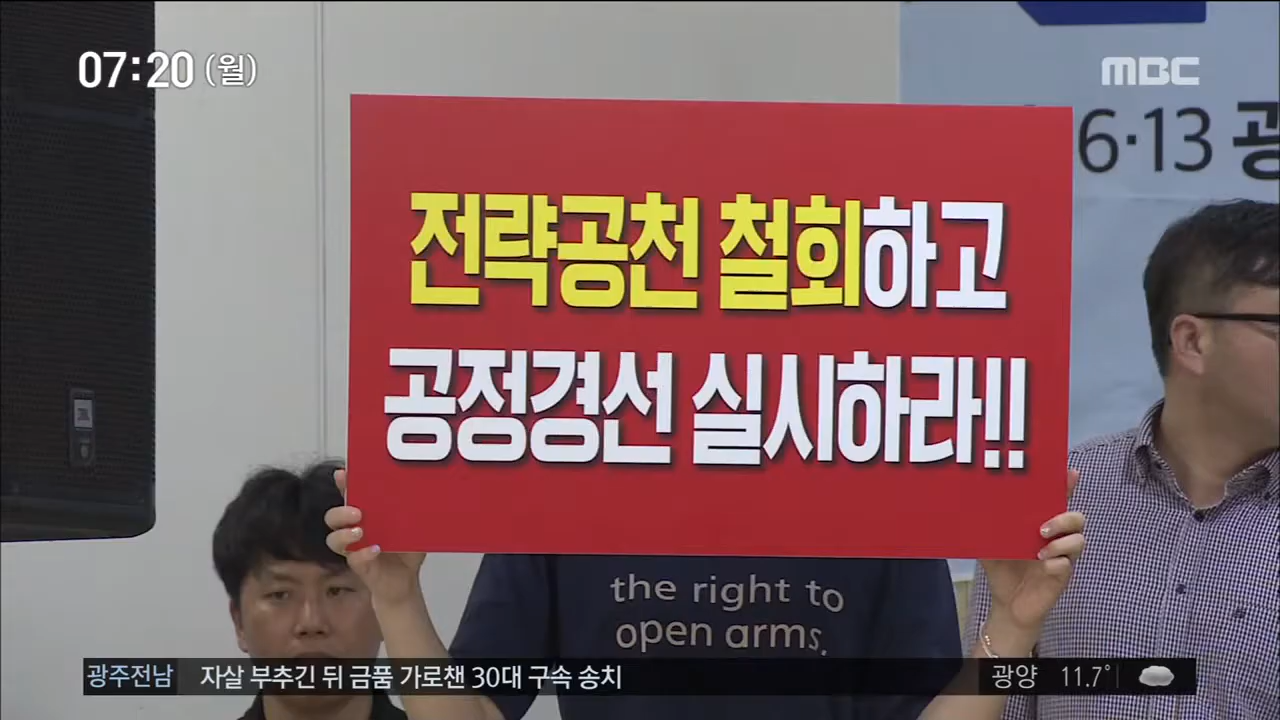 07:20 (월)
MBC
6·13 광
전략공천 철회하고
공정경선 실시하라!!
the right to
open arms.
JBL
광주전남 자살 부추긴 뒤 금품 가로챈 30대 구속 송치 광양 11.7°